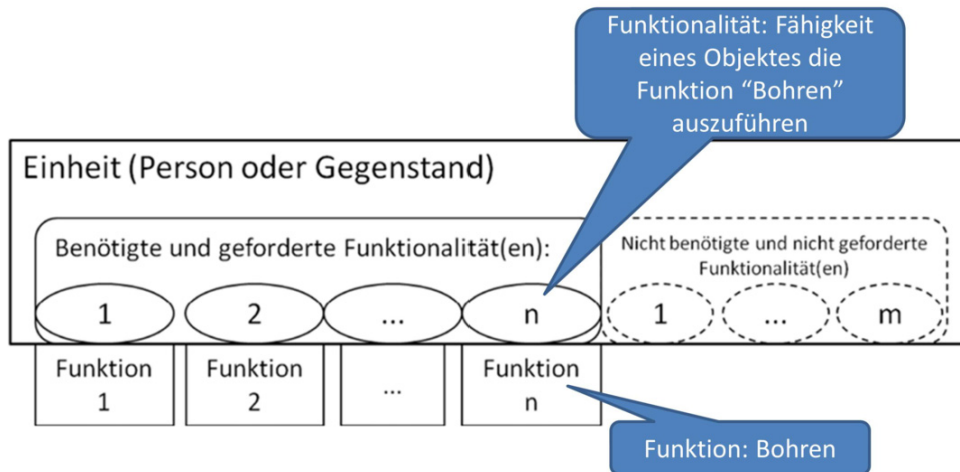 Funktionalität: Fähigkeit
eines Objektes die
Funktion “Bohren”
auszuführen
Einheit (Person oder Gegenstand)
Benötigte und geforderte Funktionalität(en):
Nicht benötigte und nicht geforderte
Funktionalität(en)
1 2 ... n 1 ... m
Funktion
1
Funktion
2
...
Funktion
n
Funktion: Bohren